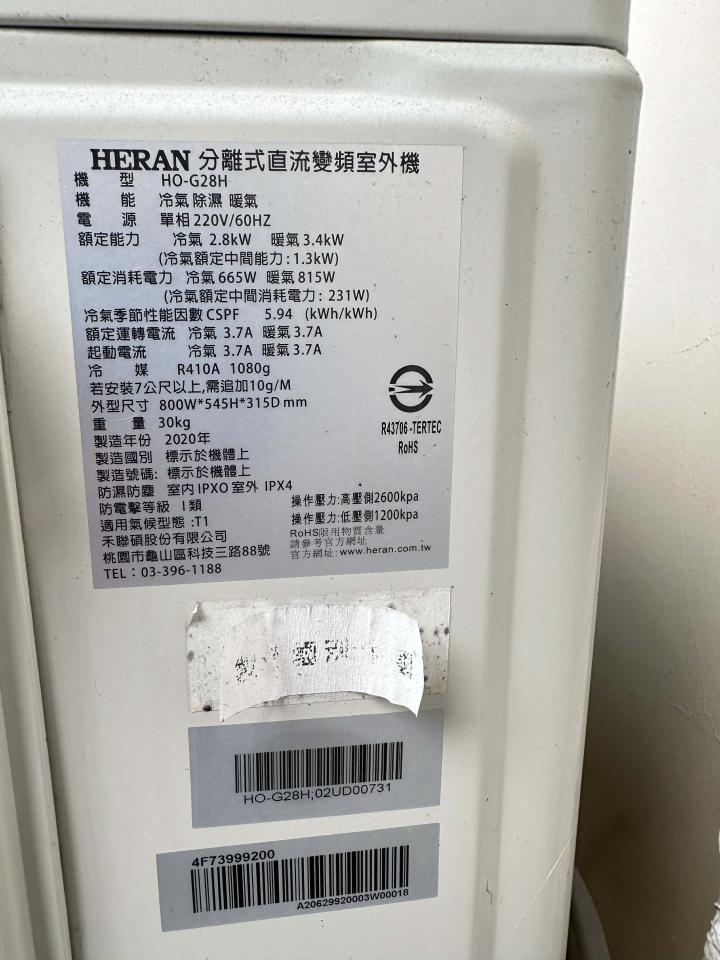 HERAN 分離式直流變頻室外機
機 型 HO-G28H
機 能 冷氣 除濕 暖氣
電 源 單相 220V/60HZ
額定能力 冷氣 2.8kW 暖氣 3.4kW
(冷氣額定中間能力:1.3kW)
額定消耗電力 冷氣 665W 暖氣 815W
(冷氣額定中間消耗電力: 231W)
冷氣季節性能因數 CSPF 5.94 (kWh/kWh)
額定運轉電流 冷氣 3.7A 暖氣 3.7A
起動電流 冷氣 3.7A 暖氣 3.7A
冷 媒 R410A 1080g
若安裝7公尺以上,需追加10g/M
外型尺寸 800W*545H*315D mm
重 量 30kg
製造年份 2020年
製造國別 標示於機體上
製造號碼: 標示於機體上
防濕防塵 室內 IPXO 室外 IPX4
防電擊等級 I 類
適用氣候型態 :T1
禾聯碩股份有限公司
桃園市龜山區科技三路88號
TEL:03-396-1188
R43706-TERTEC
RoHS
操作壓力:高壓側2600kpa
操作壓力:低壓側1200kpa
RoHS限用物質含量
請參考官方網址
官方網址: www.heran.com.tw
HO-G28H;02UD00731
4F73999200
A20629920003W00018